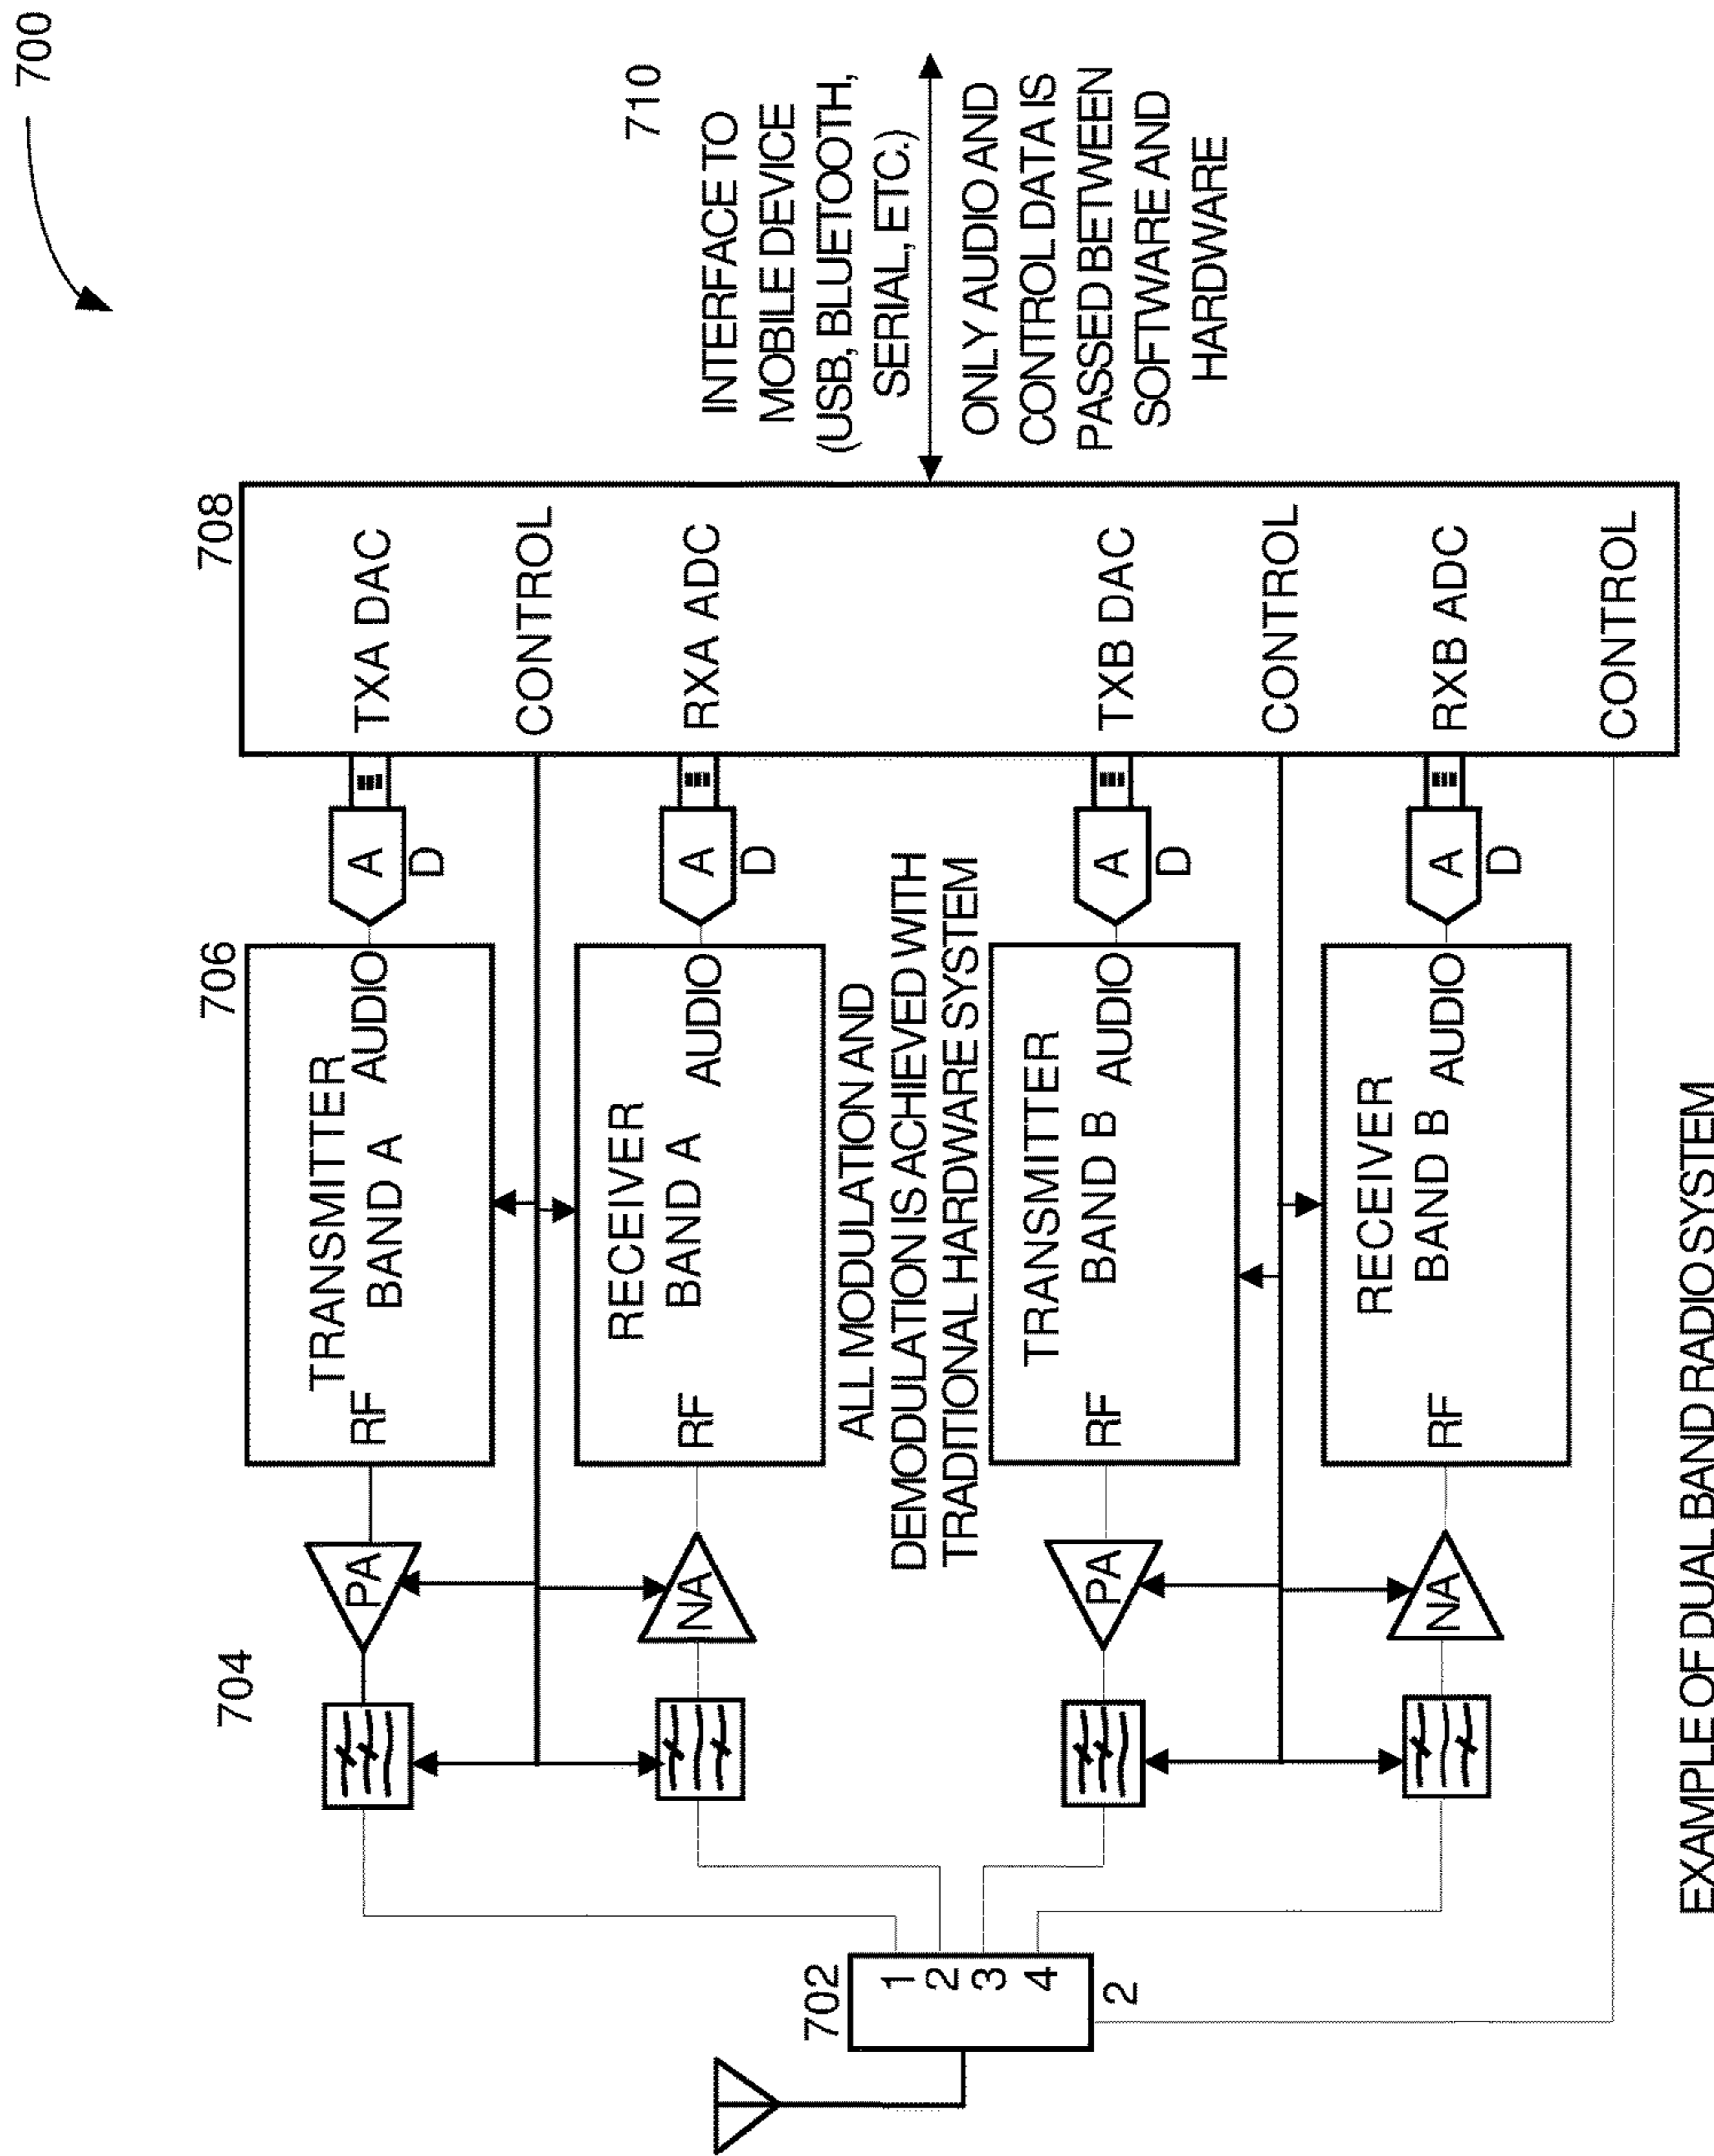 700
710
INTERFACE TO
MOBILE DEVICE
(USB, BLUETOOTH,
SERIAL, ETC.)
ONLY AUDIO AND
CONTROL DATA IS
PASSED BETWEEN
SOFTWARE AND
HARDWARE
708
TXA DAC
CONTROL
RXA ADC
TXB DAC
CONTROL
RXB ADC
CONTROL
A
D
A
D
A
D
A
D
706
TRANSMITTER
BAND A
AUDIO
RF
RECEIVER
BAND A
AUDIO
RF
ALL MODULATION AND
DEMODULATION IS ACHIEVED WITH
TRADITIONAL HARDWARE SYSTEM
TRANSMITTER
BAND B
AUDIO
RF
RECEIVER
BAND B
AUDIO
RF
704
PA
NA
PA
NA
702
1
2
3
4
2
EXAMPLE OF DUAL BAND RADIO SYSTEM